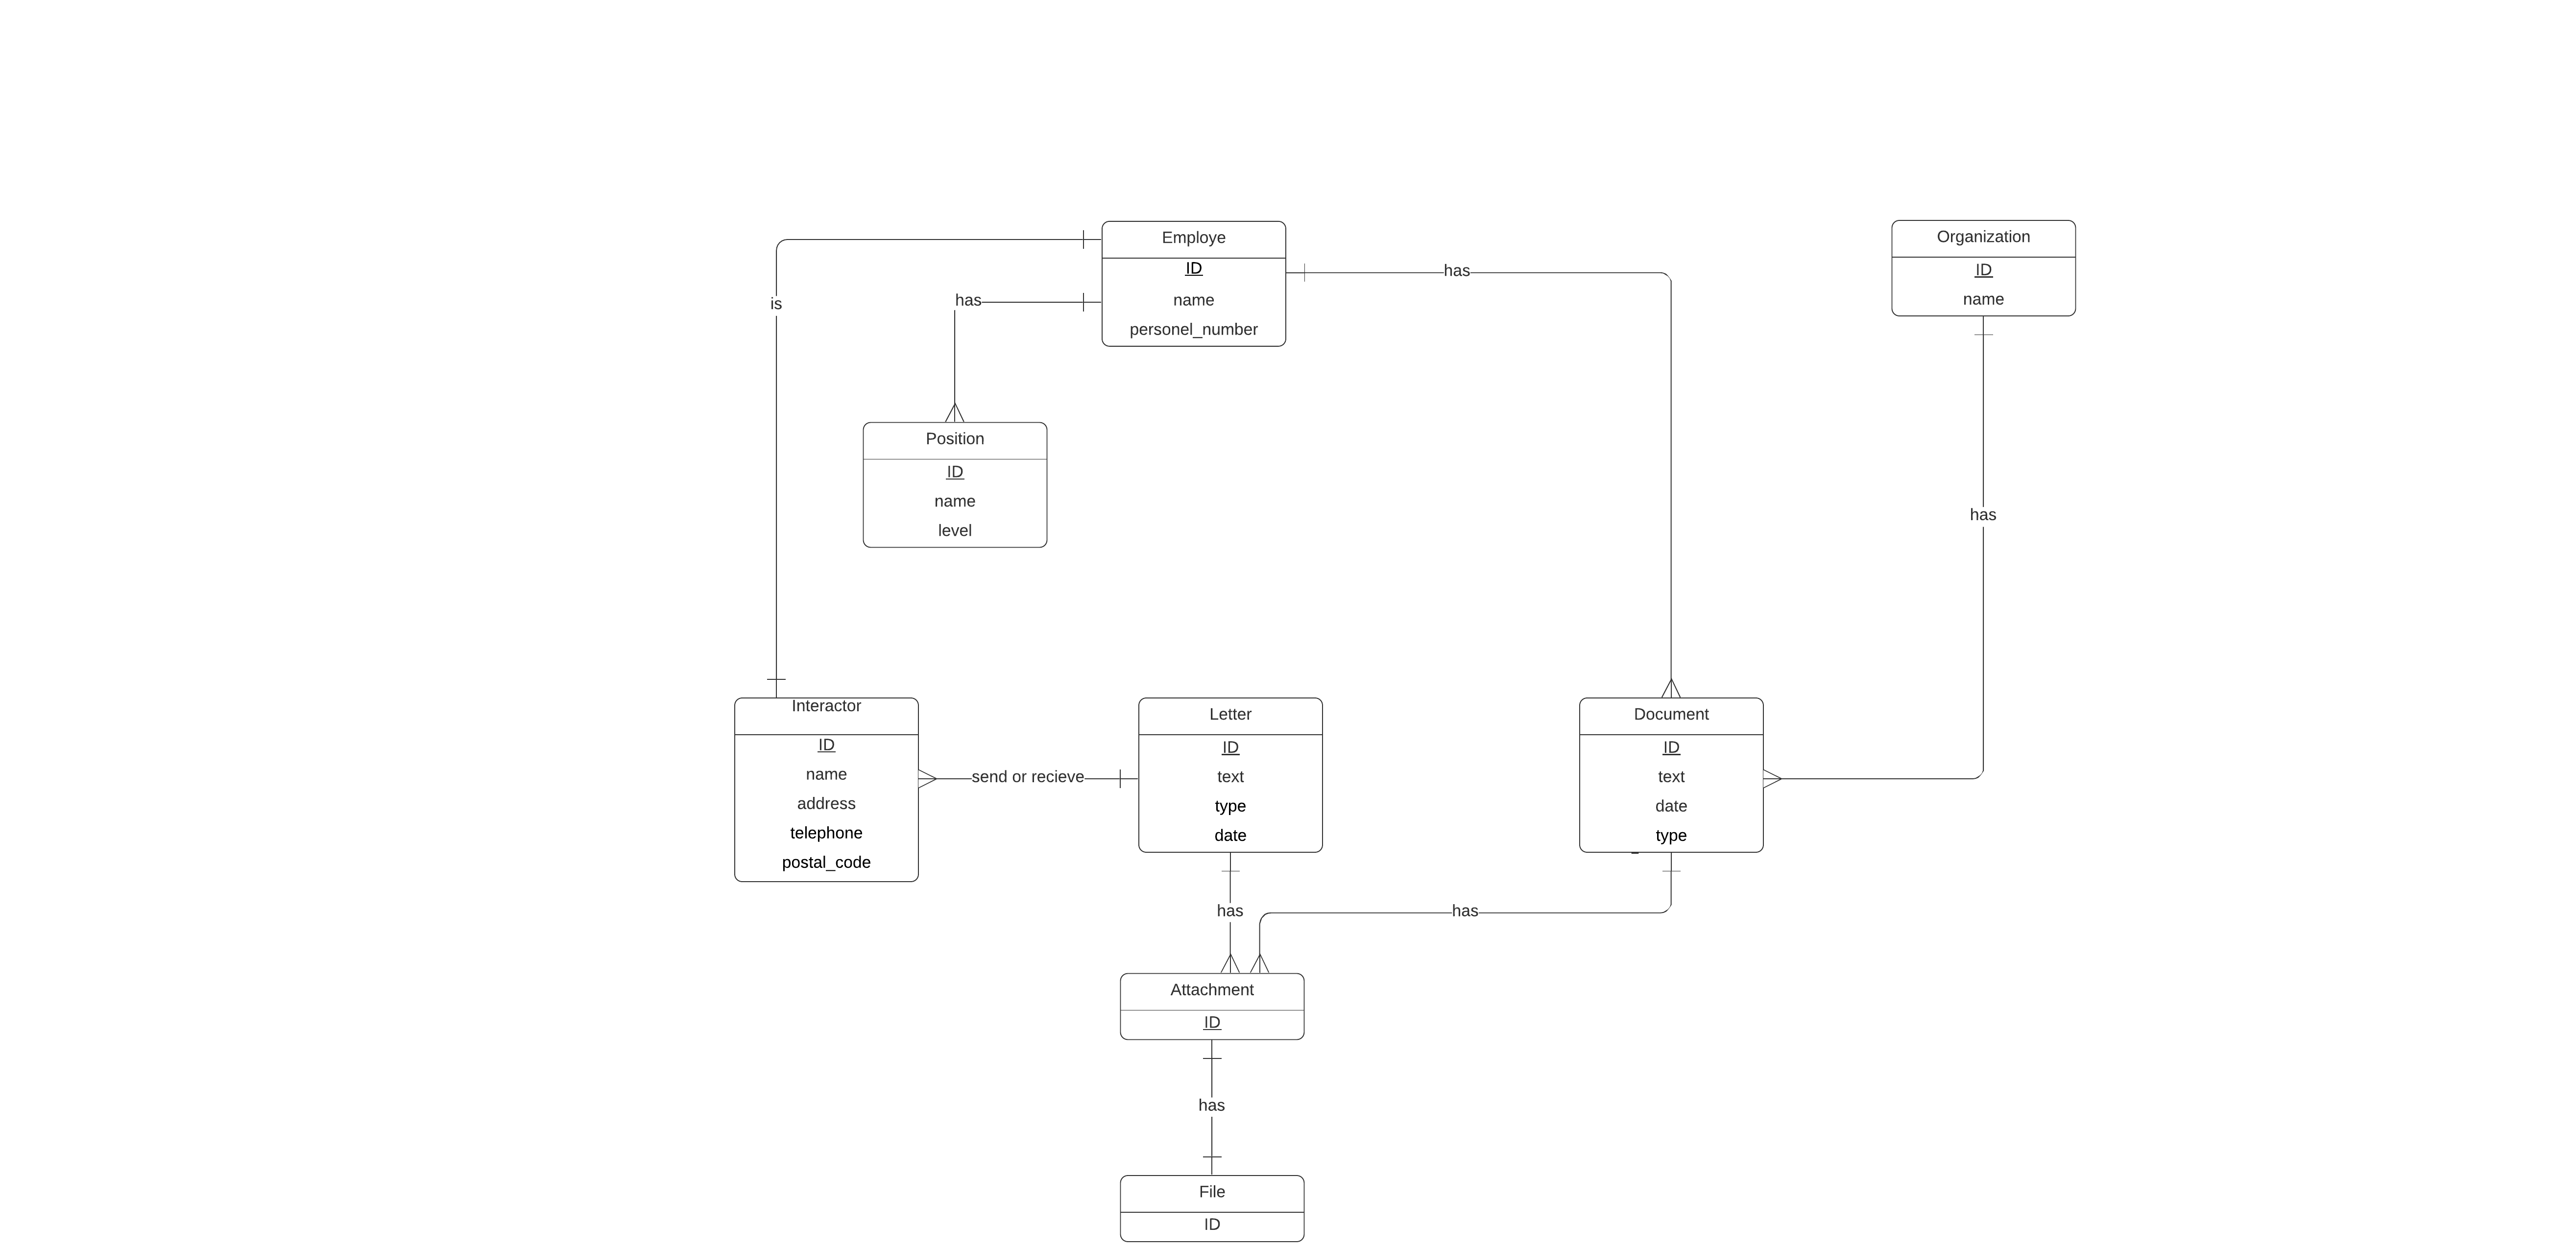 Employe
ID
name
personel_number
Organization
ID
name
is
has
has
has
Position
ID
name
level
Interactor
ID
name
address
telephone
postal_code
send or recieve
Letter
ID
text
type
date
Document
ID
text
date
type
has
has
Attachment
ID
has
File
ID